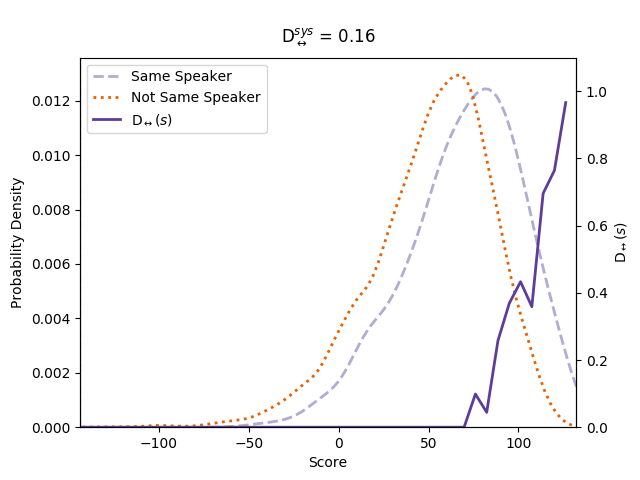 D↔^sys = 0.16
Same Speaker
Not Same Speaker
D↔(s)
Probability Density
0.012
0.010
0.008
0.006
0.004
0.002
0.000
1.0
0.8
0.6
0.4
0.2
0.0
D↔(s)
−100
−50
0
50
100
Score